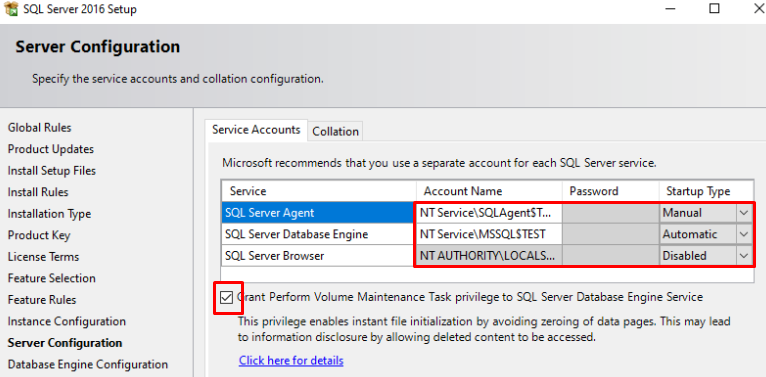 SQL Server 2016 Setup
Server Configuration
Specify the service accounts and collation configuration.
Global Rules
Product Updates
Install Setup Files
Install Rules
Installation Type
Product Key
License Terms
Feature Selection
Feature Rules
Instance Configuration
Server Configuration
Database Engine Configuration
Service Accounts Collation
Microsoft recommends that you use a separate account for each SQL Server service.
Service Account Name Password Startup Type
SQL Server Agent NT Service\SQLAgent$T... Manual
SQL Server Database Engine NT Service\MSSQL$TEST Automatic
SQL Server Browser NT AUTHORITY\LOCALS... Disabled
Grant Perform Volume Maintenance Task privilege to SQL Server Database Engine Service
This privilege enables instant file initialization by avoiding zeroing of data pages. This may lead
to information disclosure by allowing deleted content to be accessed.
Click here for details